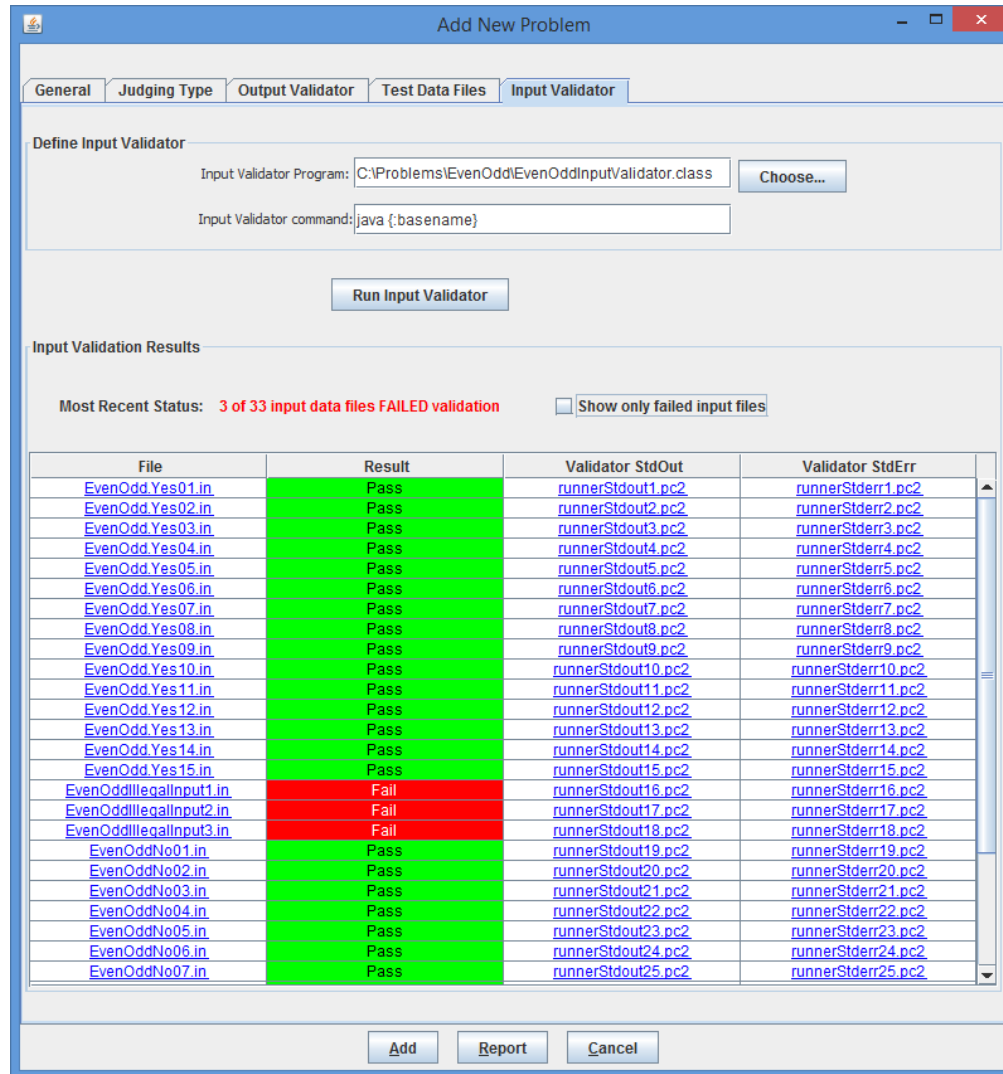 Add New Problem
General Judging Type Output Validator Test Data Files Input Validator
Define Input Validator
Input Validator Program: C:\Problems\EvenOdd\EvenOddInputValidator.class Choose...
Input Validator command: java {:basename}
Run Input Validator
Input Validation Results
Most Recent Status: 3 of 33 input data files FAILED validation Show only failed input files
File Result Validator StdOut Validator StdErr
EvenOdd.Yes01.in Pass runnerStdout1.pc2 runnerStderr1.pc2
EvenOdd.Yes02.in Pass runnerStdout2.pc2 runnerStderr2.pc2
EvenOdd.Yes03.in Pass runnerStdout3.pc2 runnerStderr3.pc2
EvenOdd.Yes04.in Pass runnerStdout4.pc2 runnerStderr4.pc2
EvenOdd.Yes05.in Pass runnerStdout5.pc2 runnerStderr5.pc2
EvenOdd.Yes06.in Pass runnerStdout6.pc2 runnerStderr6.pc2
EvenOdd.Yes07.in Pass runnerStdout7.pc2 runnerStderr7.pc2
EvenOdd.Yes08.in Pass runnerStdout8.pc2 runnerStderr8.pc2
EvenOdd.Yes09.in Pass runnerStdout9.pc2 runnerStderr9.pc2
EvenOdd.Yes10.in Pass runnerStdout10.pc2 runnerStderr10.pc2
EvenOdd.Yes11.in Pass runnerStdout11.pc2 runnerStderr11.pc2
EvenOdd.Yes12.in Pass runnerStdout12.pc2 runnerStderr12.pc2
EvenOdd.Yes13.in Pass runnerStdout13.pc2 runnerStderr13.pc2
EvenOdd.Yes14.in Pass runnerStdout14.pc2 runnerStderr14.pc2
EvenOdd.Yes15.in Pass runnerStdout15.pc2 runnerStderr15.pc2
EvenOddIllegalInput1.in Fail runnerStdout16.pc2 runnerStderr16.pc2
EvenOddIllegalInput2.in Fail runnerStdout17.pc2 runnerStderr17.pc2
EvenOddIllegalInput3.in Fail runnerStdout18.pc2 runnerStderr18.pc2
EvenOddNo01.in Pass runnerStdout19.pc2 runnerStderr19.pc2
EvenOddNo02.in Pass runnerStdout20.pc2 runnerStderr20.pc2
EvenOddNo03.in Pass runnerStdout21.pc2 runnerStderr21.pc2
EvenOddNo04.in Pass runnerStdout22.pc2 runnerStderr22.pc2
EvenOddNo05.in Pass runnerStdout23.pc2 runnerStderr23.pc2
EvenOddNo06.in Pass runnerStdout24.pc2 runnerStderr24.pc2
EvenOddNo07.in Pass runnerStdout25.pc2 runnerStderr25.pc2
Add Report Cancel